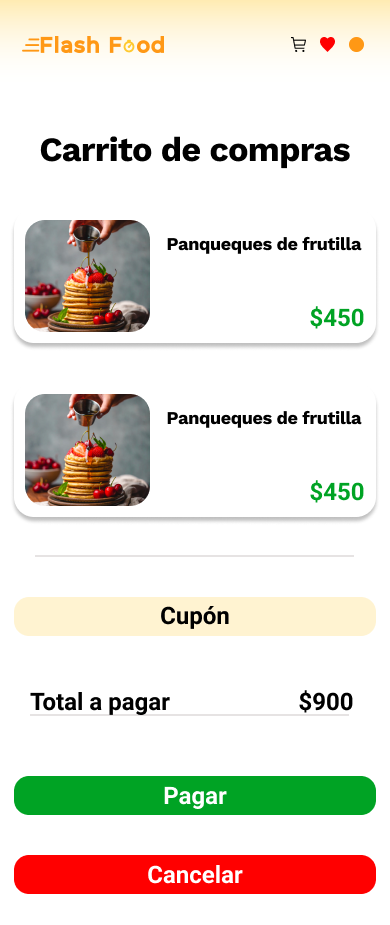 Flash Food
Carrito de compras
Panqueques de frutilla
$450
Panqueques de frutilla
$450
Cupón
Total a pagar $900
Pagar
Cancelar